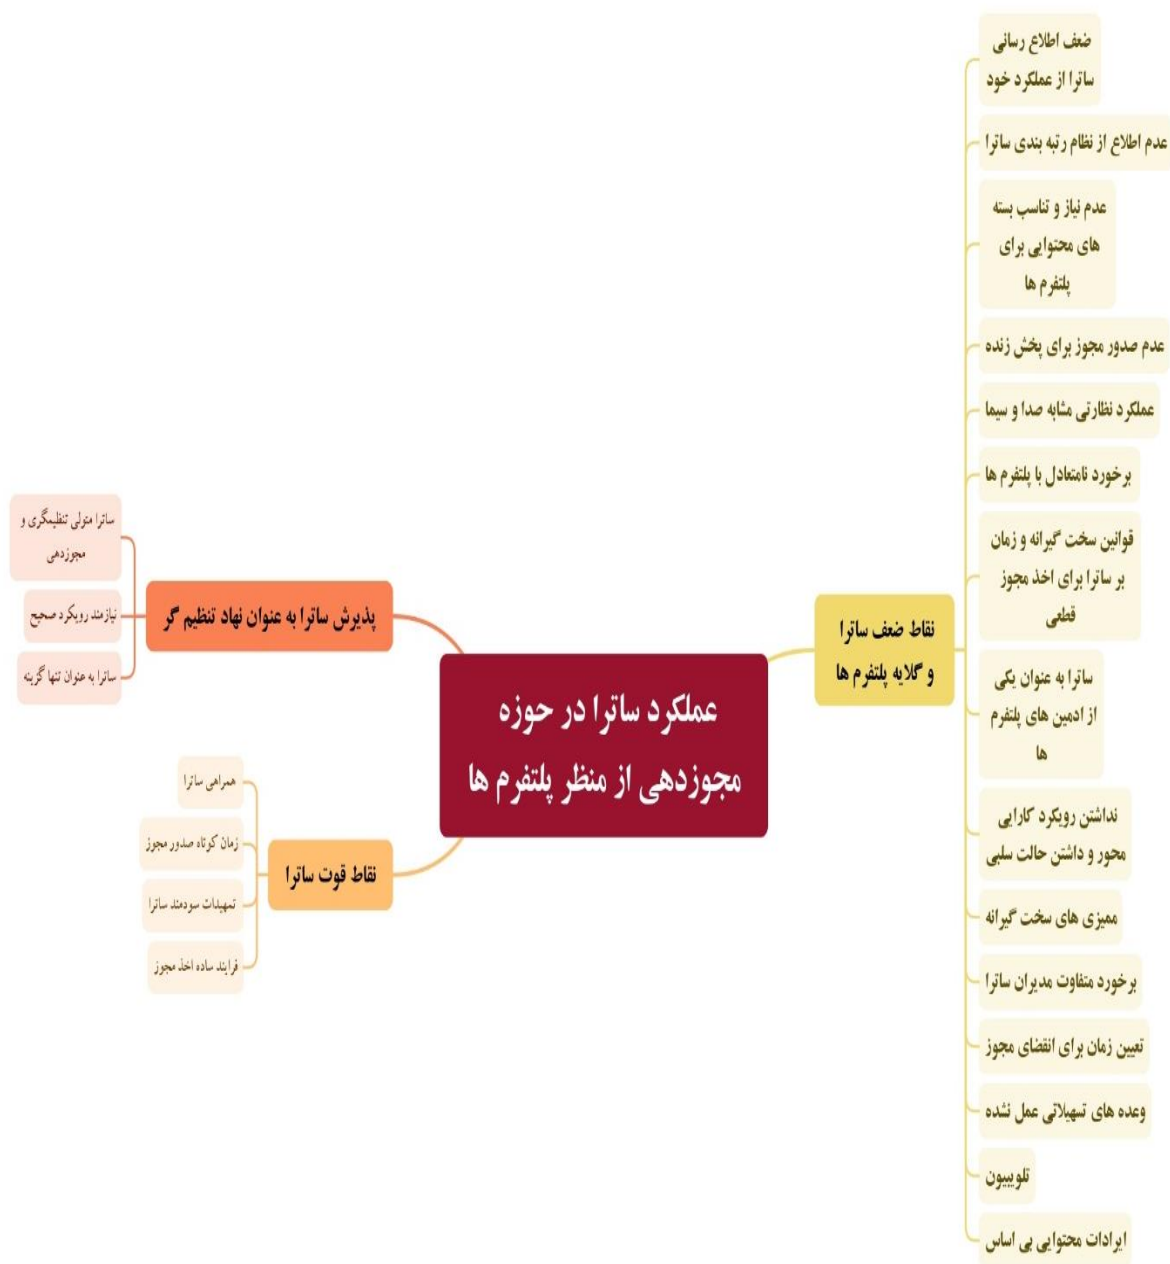 عملکرد ساترا در حوزه
مجوزدهی از منظر پلتفرم ها
نقاط ضعف ساترا
و گلایه پلتفرم ها
ضعف اطلاع رسانی
ساترا از عملکرد خود
عدم اطلاع از نظام رتبه بندی ساترا
عدم نیاز و تناسب بسته
های محتوایی برای
پلتفرم ها
عدم صدور مجوز برای پخش زنده
عملکرد نظارتی مشابه صدا و سیما
برخورد نامتعادل با پلتفرم ها
قوانین سخت گیرانه و زمان
بر ساترا برای اخذ مجوز
قطعی
ساترا به عنوان یکی
از ادمین های پلتفرم
ها
نداشتن رویکرد کارایی
محور و داشتن حالت سلبی
ممیزی های سخت گیرانه
برخورد متفاوت مدیران ساترا
تعیین زمان برای انقضای مجوز
وعده های تسهیلاتی عمل نشده
تلوبیون
ایرادات محتوایی بی اساس
پذیرش ساترا به عنوان نهاد تنظیم گر
ساترا متولی تنظیمگری و
مجوزدهی
نیازمند رویکرد صحیح
ساترا به عنوان تنها گزینه
نقاط قوت ساترا
همراهی ساترا
زمان کوتاه صدور مجوز
تمهیدات سودمند ساترا
فرایند ساده اخذ مجوز